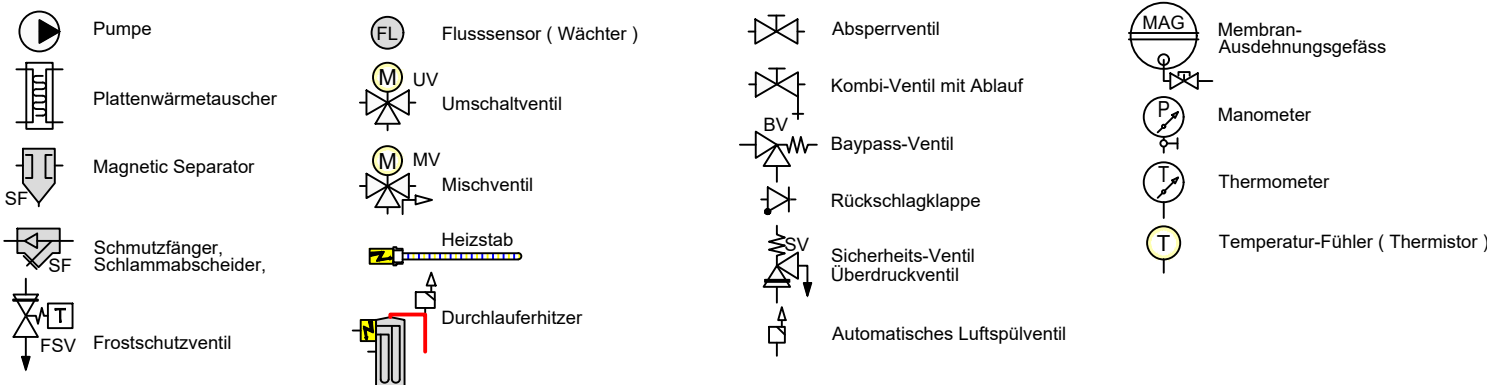 Pumpe
Plattenwärmetauscher
Magnetic Separator
SF
Schmutzfänger,
Schlammabscheider,
SF
T
FSV
Frostschutzventil
FL
Flusssensor ( Wächter )
M
UV
Umschaltventil
M
MV
Mischventil
Heizstab
Durchlauferhitzer
Absperrventil
Kombi-Ventil mit Ablauf
BV
Baypass-Ventil
Rückschlagklappe
SV
Sicherheits-Ventil
Überdruckventil
Automatisches Luftspülventil
MAG
Membran-
Ausdehnungsgefäss
P
Manometer
T
Thermometer
T
Temperatur-Fühler ( Thermistor )